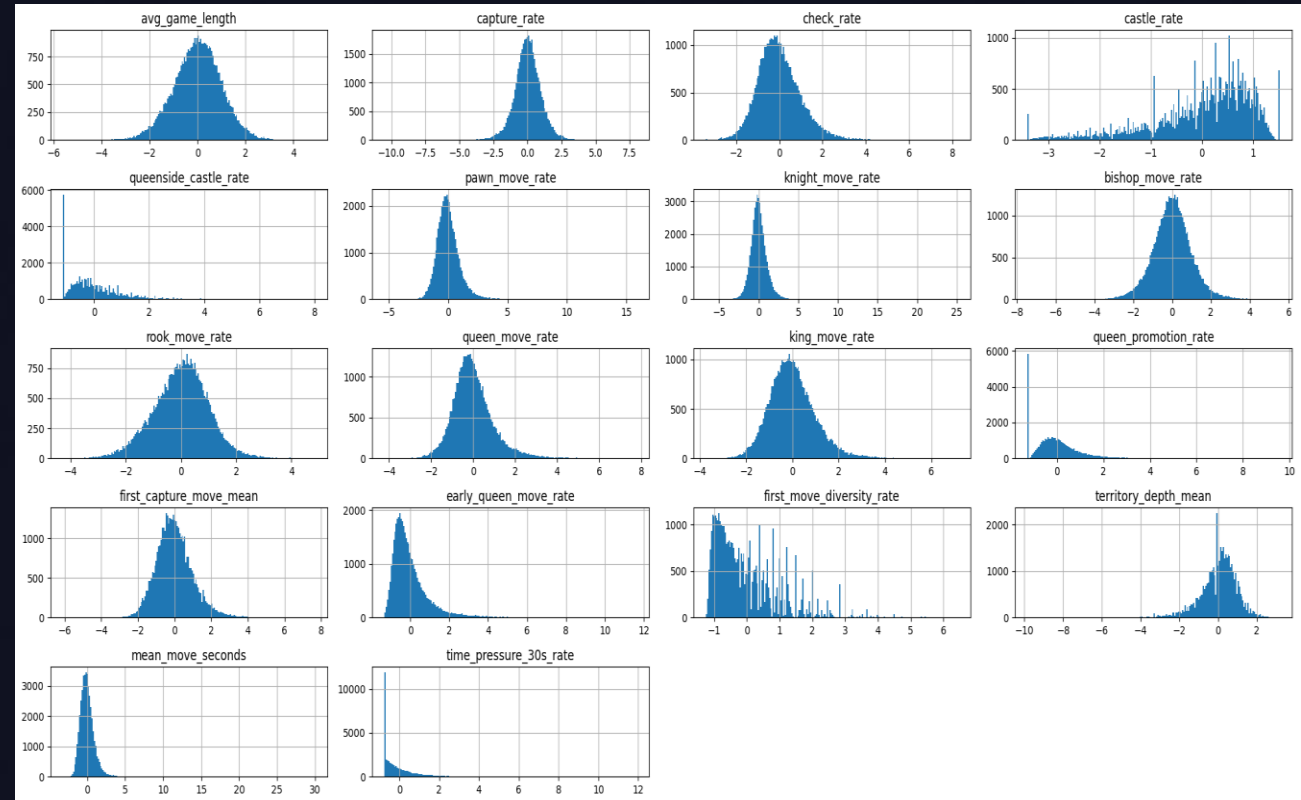 avg_game_length capture_rate check_rate castle_rate
750 500 250 0
1500 1000 500 0
1000 500 0
1000 500 0
−6 −4 −2 0 2 4
−10.0 −7.5 −5.0 −2.5 0.0 2.5 5.0 7.5
−2 0 2 4 6 8
−3 −2 −1 0 1
queenside_castle_rate pawn_move_rate knight_move_rate bishop_move_rate
6000 4000 2000 0
2000 1000 0
3000 2000 1000 0
1000 500 0
0 2 4 6 8
−5 0 5 10 15
−5 0 5 10 15 20 25
−8 −6 −4 −2 0 2 4 6
rook_move_rate queen_move_rate king_move_rate queen_promotion_rate
750 500 250 0
1000 500 0
1000 500 0
6000 4000 2000 0
−4 −2 0 2 4
−4 −2 0 2 4 6 8
−4 −2 0 2 4 6
0 2 4 6 8 10
first_capture_move_mean early_queen_move_rate first_move_diversity_rate territory_depth_mean
1000 500 0
2000 1000 0
1000 500 0
2000 1000 0
−6 −4 −2 0 2 4 6 8
0 2 4 6 8 10 12
−1 0 1 2 3 4 5 6
−10 −8 −6 −4 −2 0 2
mean_move_seconds time_pressure_30s_rate
3000 2000 1000 0
10000 5000 0
0 5 10 15 20 25 30
0 2 4 6 8 10 12